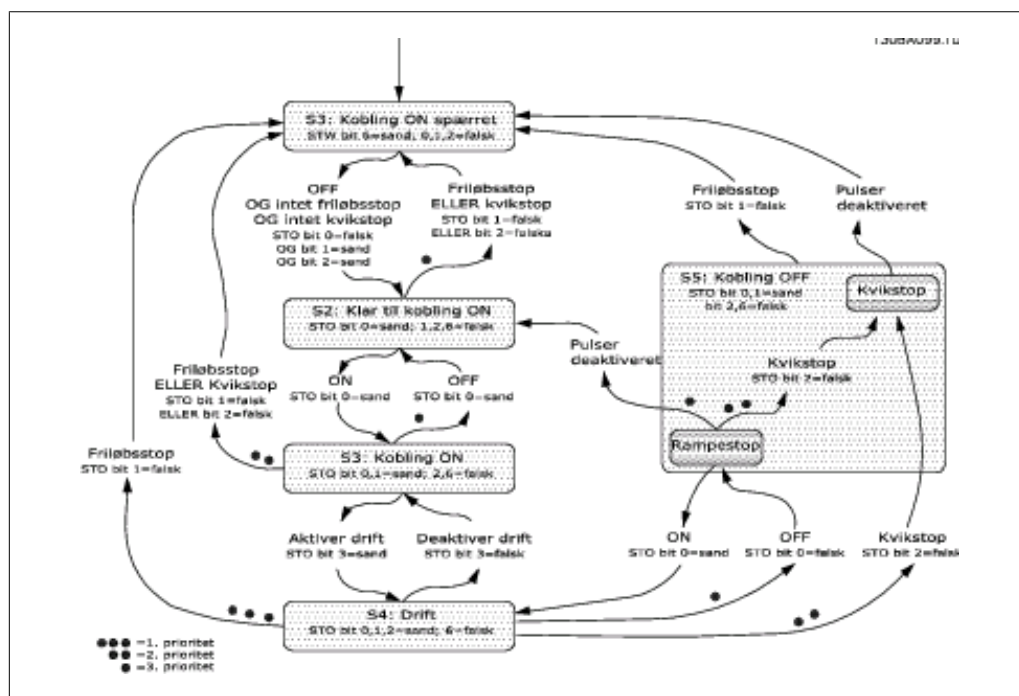 130BA099.10
S3: Kobling ON spærret
STW bit 6=sand; 0,1,2=falsk
OFF
OG intet friløbsstop
OG intet kvikstop
STO bit 0=falsk
OG bit 1=sand
OG bit 2=sand
Friløbsstop
ELLER kvikstop
STO bit 1=falsk
ELLER bit 2=falska
Friløbsstop
STO bit 1=falsk
Pulser
deaktiveret
S5: Kobling OFF
STO bit 0,1=sand
bit 2,6=falsk
Kvikstop
S2: Klar til kobling ON
STO bit 0=sand; 1,2,6=falsk
Pulser
deaktiveret
Kvikstop
STO bit 2=falsk
ON
STO bit 0=sand
OFF
STO bit 0=sand
Friløbsstop
ELLER Kvikstop
STO bit 1=falsk
ELLER bit 2=falsk
Rampestop
Friløbsstop
STO bit 1=falsk
S3: Kobling ON
STO bit 0,1=sand; 2,6=falsk
Aktiver drift
STO bit 3=sand
Deaktiver drift
STO bit 3=falsk
ON
STO bit 0=sand
OFF
STO bit 0=falsk
Kvikstop
STO bit 2=falsk
S4: Drift
STO bit 0,1,2=sand; 6=falsk
=1. prioritet
=2. prioritet
=3. prioritet